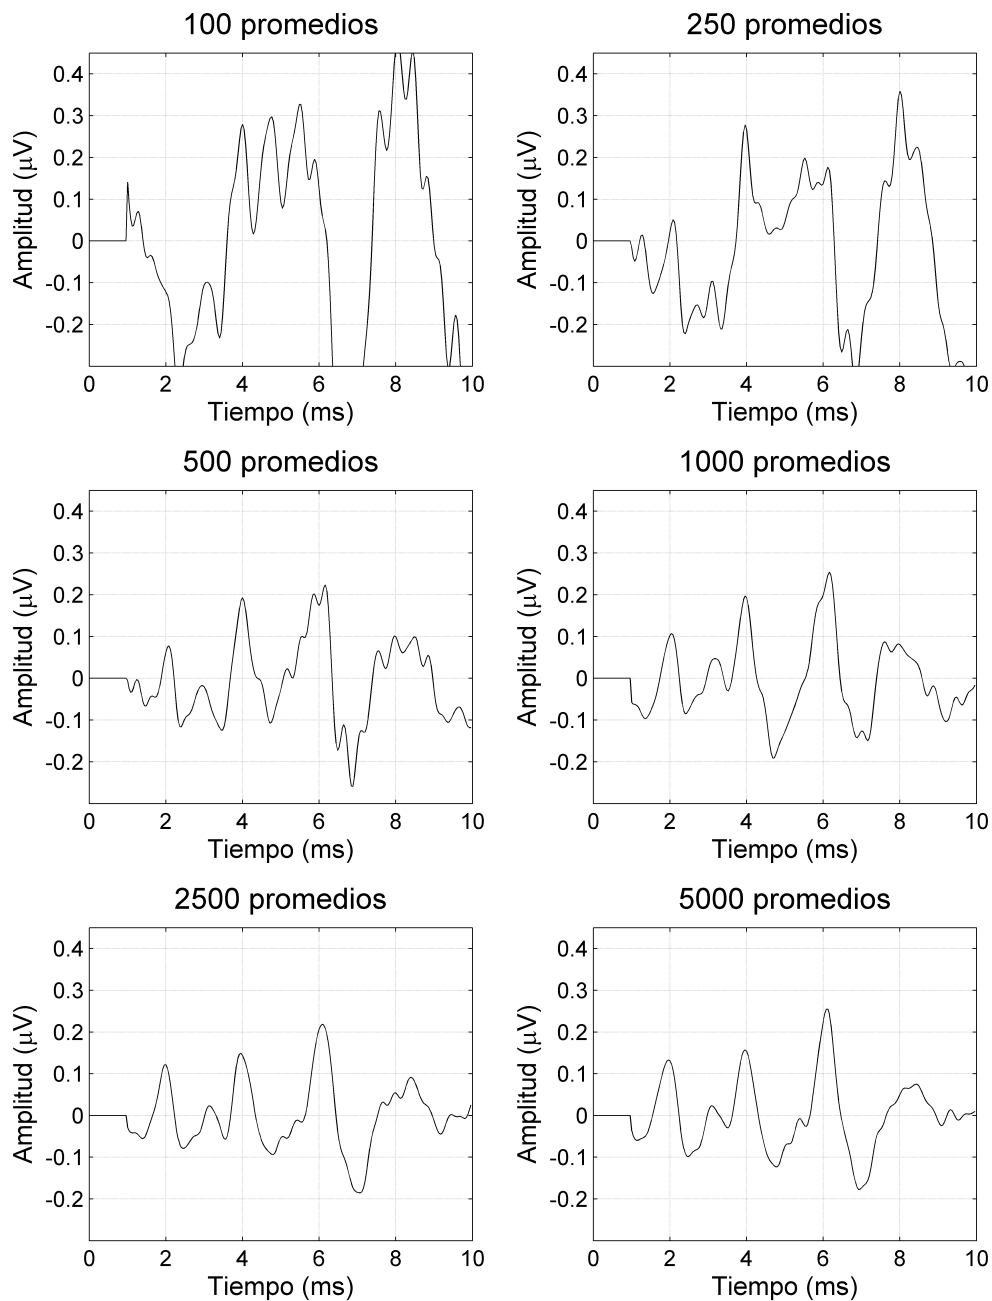 100 promedios
0.4
0.3
0.2
0.1
0
-0.1
-0.2
Amplitud (μV)
0 2 4 6 8 10
Tiempo (ms)
250 promedios
0.4
0.3
0.2
0.1
0
-0.1
-0.2
Amplitud (μV)
0 2 4 6 8 10
Tiempo (ms)
500 promedios
0.4
0.3
0.2
0.1
0
-0.1
-0.2
Amplitud (μV)
0 2 4 6 8 10
Tiempo (ms)
1000 promedios
0.4
0.3
0.2
0.1
0
-0.1
-0.2
Amplitud (μV)
0 2 4 6 8 10
Tiempo (ms)
2500 promedios
0.4
0.3
0.2
0.1
0
-0.1
-0.2
Amplitud (μV)
0 2 4 6 8 10
Tiempo (ms)
5000 promedios
0.4
0.3
0.2
0.1
0
-0.1
-0.2
Amplitud (μV)
0 2 4 6 8 10
Tiempo (ms)